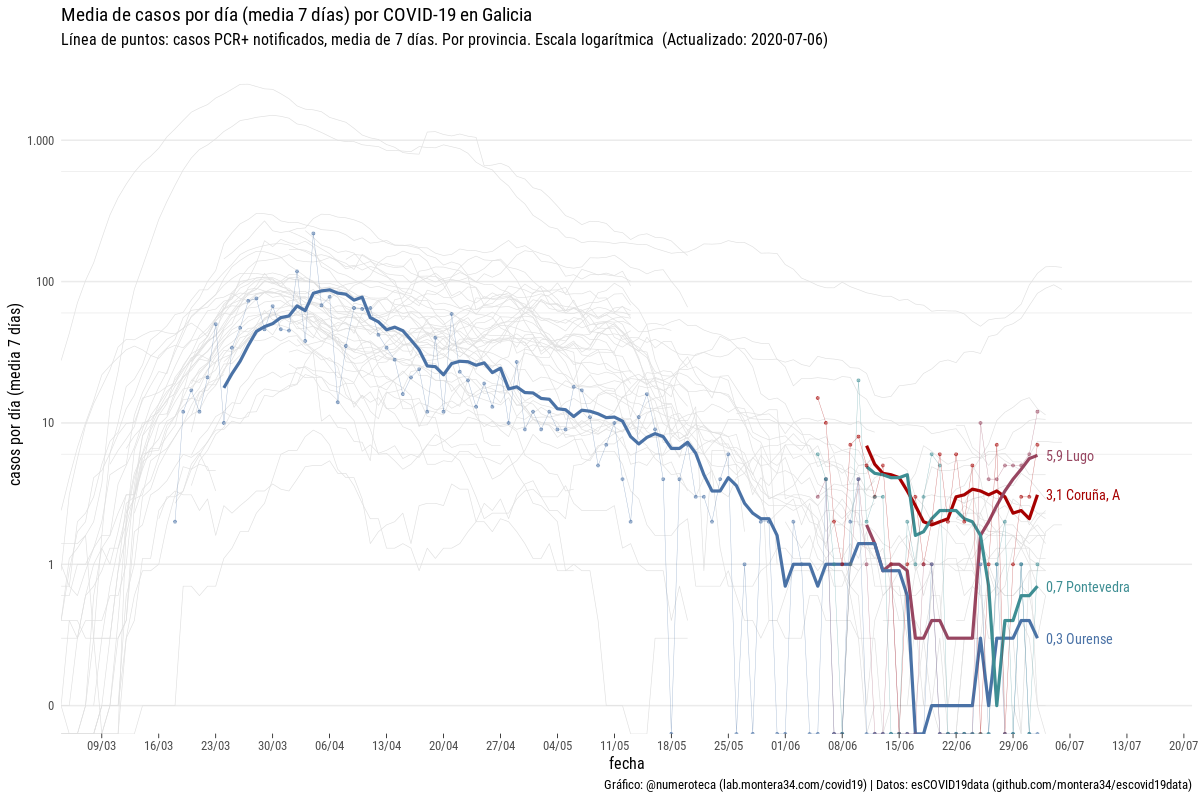 Media de casos por día (media 7 días) por COVID-19 en Galicia
Línea de puntos: casos PCR+ notificados, media de 7 días. Por provincia. Escala logarítmica (Actualizado: 2020-07-06)
casos por día (media 7 días)
1.000
100
10
1
0
5,9 Lugo
3,1 Coruña, A
0,7 Pontevedra
0,3 Ourense
09/03 16/03 23/03 30/03 06/04 13/04 20/04 27/04 04/05 11/05 18/05 25/05 01/06 08/06 15/06 22/06 29/06 06/07 13/07 20/07
fecha
Gráfico: @numeroteca (lab.montera34.com/covid19) | Datos: esCOVID19data (github.com/montera34/escovid19data)